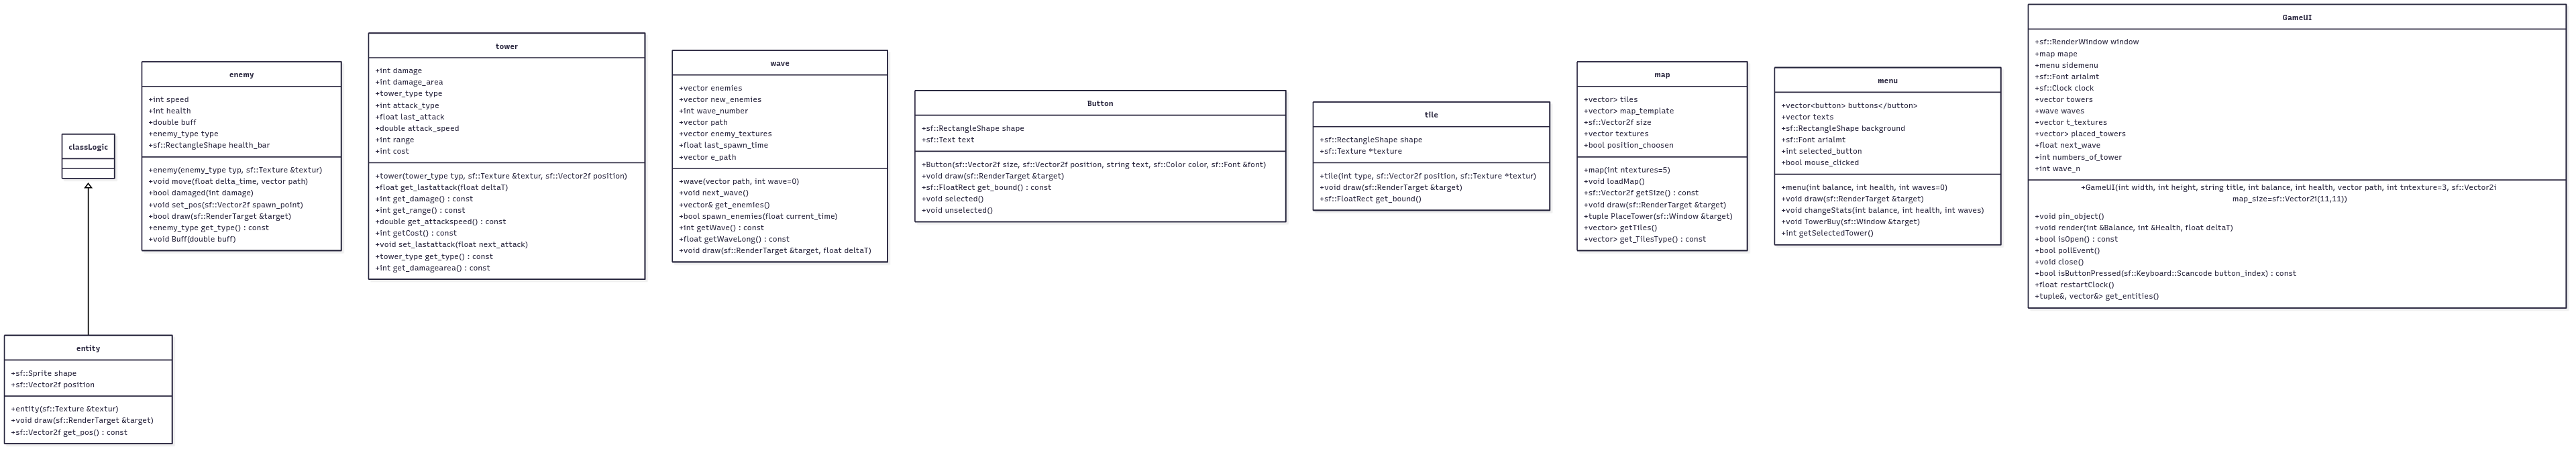 classLogic
entity
+sf::Sprite shape
+sf::Vector2f position
+entity(sf::Texture &textur)
+void draw(sf::RenderTarget &target)
+sf::Vector2f get_pos() : const
enemy
+int speed
+int health
+double buff
+enemy_type type
+sf::RectangleShape health_bar
+enemy(enemy_type typ, sf::Texture &textur)
+void move(float delta_time, vector path)
+bool damaged(int damage)
+void set_pos(sf::Vector2f spawn_point)
+bool draw(sf::RenderTarget &target)
+enemy_type get_type() : const
+void Buff(double buff)
tower
+int damage
+int damage_area
+tower_type type
+int attack_type
+float last_attack
+double attack_speed
+int range
+int cost
+tower(tower_type typ, sf::Texture &textur, sf::Vector2f position)
+float get_lastattack(float deltaT)
+int get_damage() : const
+int get_range() : const
+double get_attackspeed() : const
+int getCost() : const
+void set_lastattack(float next_attack)
+tower_type get_type() : const
+int get_damagearea() : const
wave
+vector enemies
+vector new_enemies
+int wave_number
+vector path
+vector enemy_textures
+float last_spawn_time
+vector e_path
+wave(vector path, int wave=0)
+void next_wave()
+vector& get_enemies()
+bool spawn_enemies(float current_time)
+int getWave() : const
+float getWaveLong() : const
+void draw(sf::RenderTarget &target, float deltaT)
Button
+sf::RectangleShape shape
+sf::Text text
+Button(sf::Vector2f size, sf::Vector2f position, string text, sf::Color color, sf::Font &font)
+void draw(sf::RenderTarget &target)
+sf::FloatRect get_bound() : const
+void selected()
+void unselected()
tile
+sf::RectangleShape shape
+sf::Texture *texture
+tile(int type, sf::Vector2f position, sf::Texture *textur)
+void draw(sf::RenderTarget &target)
+sf::FloatRect get_bound()
map
+vector> tiles
+vector> map_template
+sf::Vector2f size
+vector textures
+bool position_choosen
+map(int ntextures=5)
+void loadMap()
+sf::Vector2f getSize() : const
+void draw(sf::RenderTarget &target)
+tuple PlaceTower(sf::Window &target)
+vector> getTiles()
+vector> get_TilesType() : const
menu
+vector<button> buttons</button>
+vector texts
+sf::RectangleShape background
+sf::Font arialmt
+int selected_button
+bool mouse_clicked
+menu(int balance, int health, int waves=0)
+void draw(sf::RenderTarget &target)
+void changeStats(int balance, int health, int waves)
+void TowerBuy(sf::Window &target)
+int getSelectedTower()
GameUI
+sf::RenderWindow window
+map mape
+menu sidemenu
+sf::Font arialmt
+sf::Clock clock
+vector towers
+wave waves
+vector t_textures
+vector> placed_towers
+float next_wave
+int numbers_of_tower
+int wave_n
+GameUI(int width, int height, string title, int balance, int health, vector path, int tntexture=3, sf::Vector2i
map_size=sf::Vector2i(11,11))
+void pin_object()
+void render(int &Balance, int &Health, float deltaT)
+bool isOpen() : const
+bool pollEvent()
+void close()
+bool isButtonPressed(sf::Keyboard::Scancode button_index) : const
+float restartClock()
+tuple&, vector&> get_entities()